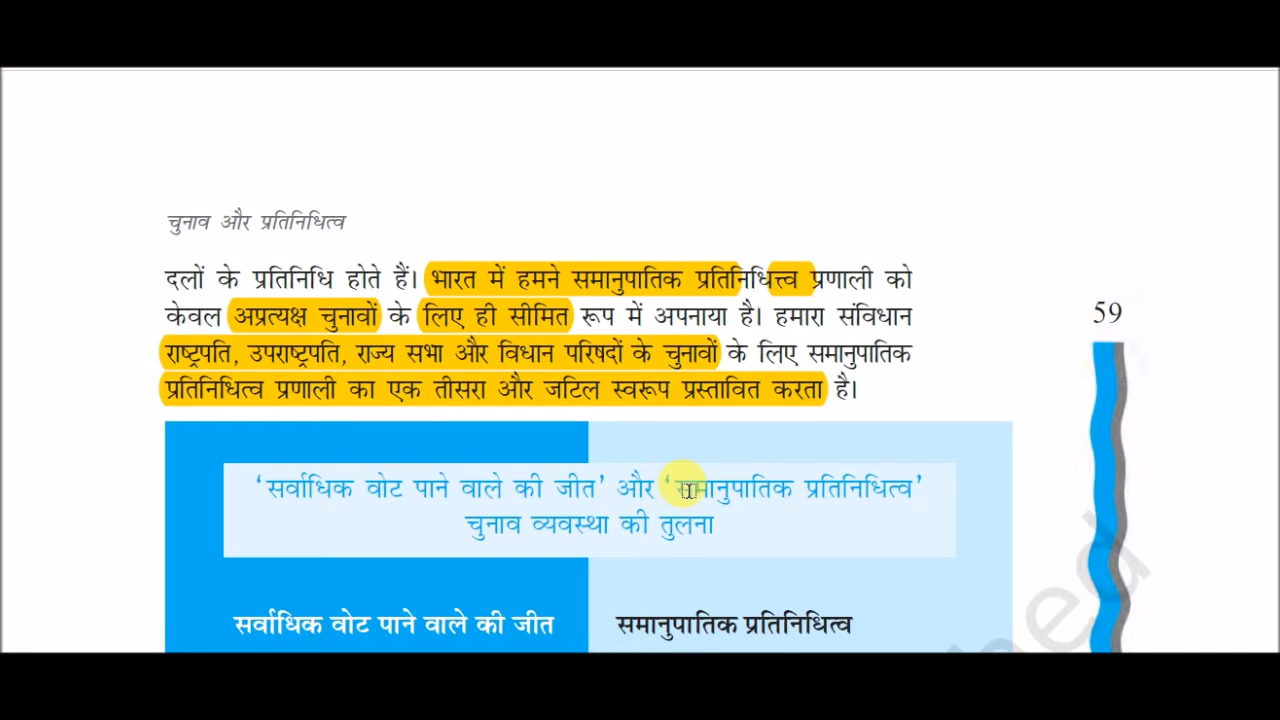 चुनाव और प्रतिनिधित्व
दलों के प्रतिनिधि होते हैं। भारत में हमने समानुपातिक प्रतिनिधित्त्व प्रणाली को
केवल अप्रत्यक्ष चुनावों के लिए ही सीमित रूप में अपनाया है। हमारा संविधान
59
राष्ट्रपति, उपराष्ट्रपति, राज्य सभा और विधान परिषदों के चुनावों के लिए समानुपातिक
प्रतिनिधित्व प्रणाली का एक तीसरा और जटिल स्वरूप प्रस्तावित करता है।
‘सर्वाधिक वोट पाने वाले की जीत’ और ‘समानुपातिक प्रतिनिधित्व’
चुनाव व्यवस्था की तुलना
सर्वाधिक वोट पाने वाले की जीत
समानुपातिक प्रतिनिधित्व